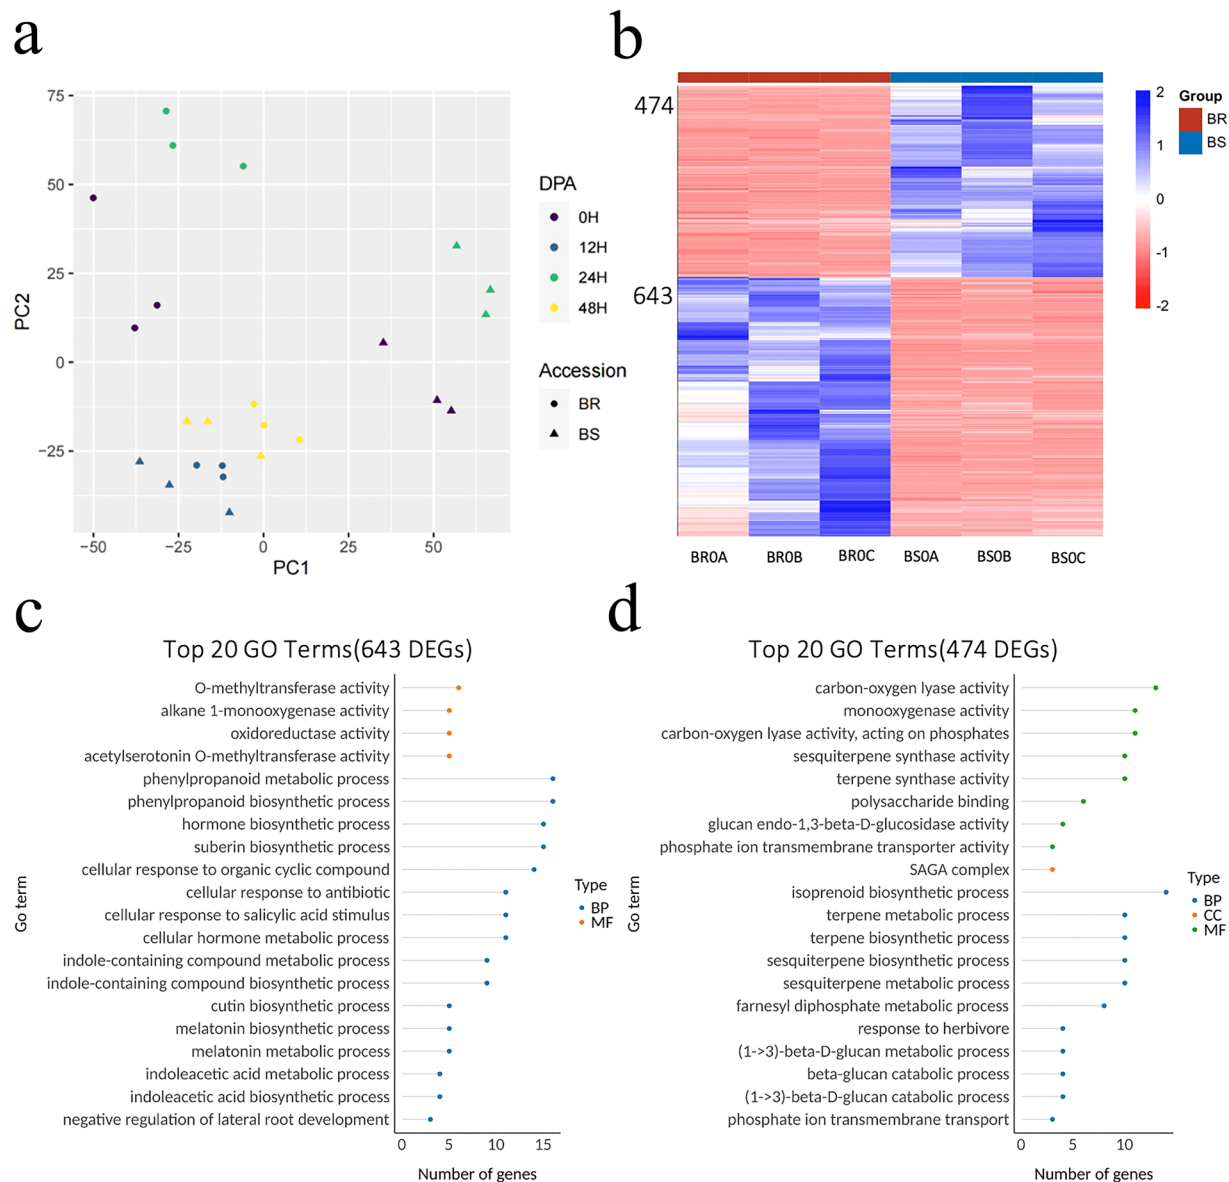 a
75
50
25
0
−25
−50
−25
0
25
50
PC1
PC2
DPA
0H
12H
24H
48H
Accession
BR
BS
b
474
643
BR0A
BR0B
BR0C
BS0A
BS0B
BS0C
2
1
0
-1
-2
Group
BR
BS
c
Top 20 GO Terms(643 DEGs)
Go term
O-methyltransferase activity
alkane 1-monooxygenase activity
oxidoreductase activity
acetylserotonin O-methyltransferase activity
phenylpropanoid metabolic process
phenylpropanoid biosynthetic process
hormone biosynthetic process
suberin biosynthetic process
cellular response to organic cyclic compound
cellular response to antibiotic
cellular response to salicylic acid stimulus
cellular hormone metabolic process
indole-containing compound metabolic process
indole-containing compound biosynthetic process
cutin biosynthetic process
melatonin biosynthetic process
melatonin metabolic process
indoleacetic acid metabolic process
indoleacetic acid biosynthetic process
negative regulation of lateral root development
0
5
10
15
Number of genes
Type
BP
MF
d
Top 20 GO Terms(474 DEGs)
Go term
carbon-oxygen lyase activity
monooxygenase activity
carbon-oxygen lyase activity, acting on phosphates
sesquiterpene synthase activity
terpene synthase activity
polysaccharide binding
glucan endo-1,3-beta-D-glucosidase activity
phosphate ion transmembrane transporter activity
SAGA complex
isoprenoid biosynthetic process
terpene metabolic process
terpene biosynthetic process
sesquiterpene biosynthetic process
sesquiterpene metabolic process
farnesyl diphosphate metabolic process
response to herbivore
(1->3)-beta-D-glucan metabolic process
beta-glucan catabolic process
(1->3)-beta-D-glucan catabolic process
phosphate ion transmembrane transport
0
5
10
Number of genes
Type
BP
CC
MF